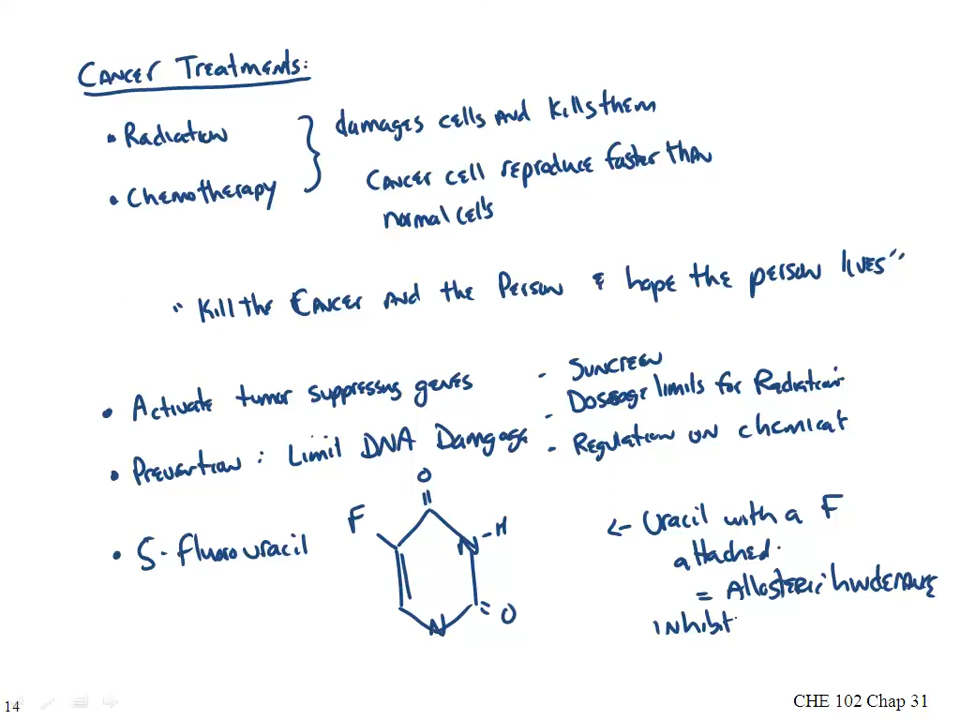 Cancer Treatments:
• Radiation } damages cells and kills them
• Chemotherapy cancer cell reproduce faster than
normal cells
" Kill the Cancer and the Person & hope the person lives "
• Activate tumor suppressing genes - Suncreen
- Dosage limits for Radiation
• Prevention : Limit DNA Damgage - Regulation on chemical
• 5-fluorouracil
O
F
N - H
O
N
← Uracil with a F
attached.
= Allosteric hinderance
inhibit
14
CHE 102 Chap 31